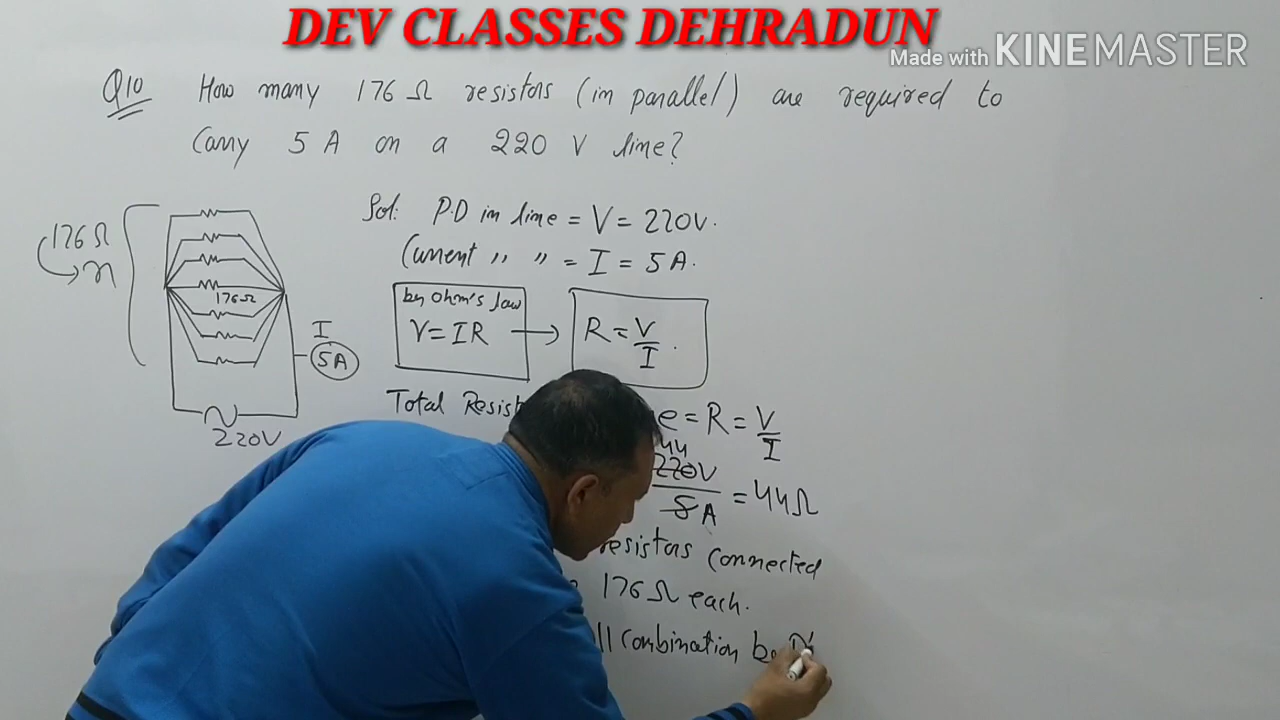 DEV CLASSES DEHRADUN
Made with KINEMASTER
Q10 How many 176 Ω resistors (in parallel) are required to
Carry 5 A on a 220 V line?
Sol: P.D in line = V = 220V.
Current ,, ,, = I = 5A.
by ohm's law
V = IR → R = V/I.
176 Ω
n
176Ω
I
5A
220V
Total Resist
e = R = V/I
44
220V/5A = 44Ω
resistors connected
176 Ω each.
ll Combination be